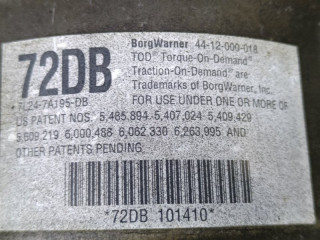 72DB
BorgWarner 44-12-000-018
TOD® Torque-On-Demand®
Traction-On-Demand® are
Trademarks of BorgWarner, Inc.
7L24-7A195-DB
FOR USE UNDER ONE OR MORE OF
US PATENT NOS. 5,485,894 5,407,024 5,409,429
5,609,219 6,000,488 6,062,330 6,263,995 AND
OTHER PATENTS PENDING.
*72DB 101410*